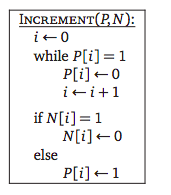 INCREMENT(P,N):
i ← 0
while P[i] = 1
P[i] ← 0
i ← i + 1
if N[i] = 1
N[i] ← 0
else
P[i] ← 1